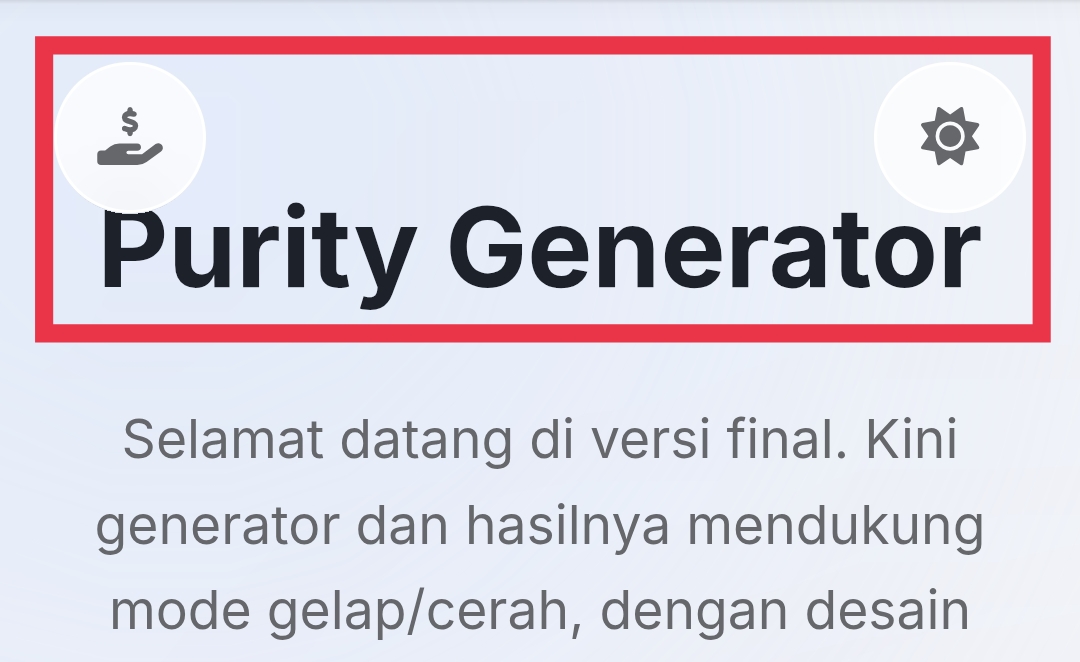 $
Purity Generator
Selamat datang di versi final. Kini
generator dan hasilnya mendukung
mode gelap/cerah, dengan desain